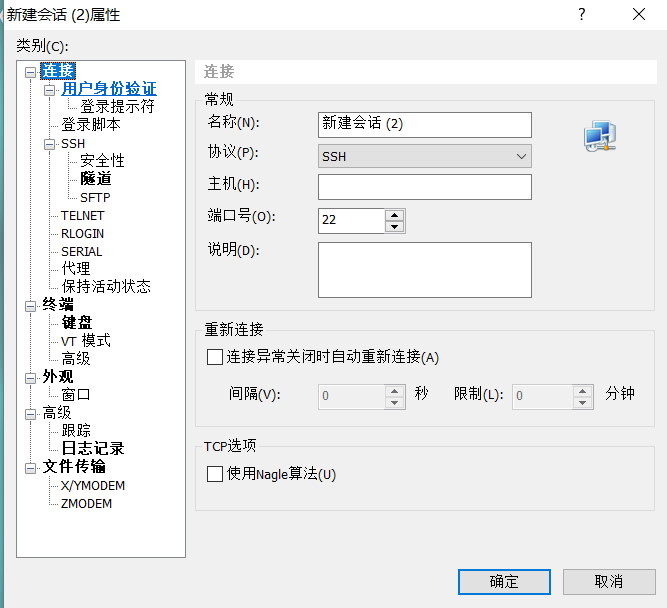 新建会话 (2)属性
类别(C):
连接
用户身份验证
登录提示符
登录脚本
SSH
安全性
隧道
SFTP
TELNET
RLOGIN
SERIAL
代理
保持活动状态
终端
键盘
VT 模式
高级
外观
窗口
高级
跟踪
日志记录
文件传输
X/YMODEM
ZMODEM
连接
常规
名称(N): 新建会话 (2)
协议(P): SSH
主机(H):
端口号(O): 22
说明(D):
重新连接
连接异常关闭时自动重新连接(A)
间隔(V): 0 秒 限制(L): 0 分钟
TCP选项
使用Nagle算法(U)
确定 取消